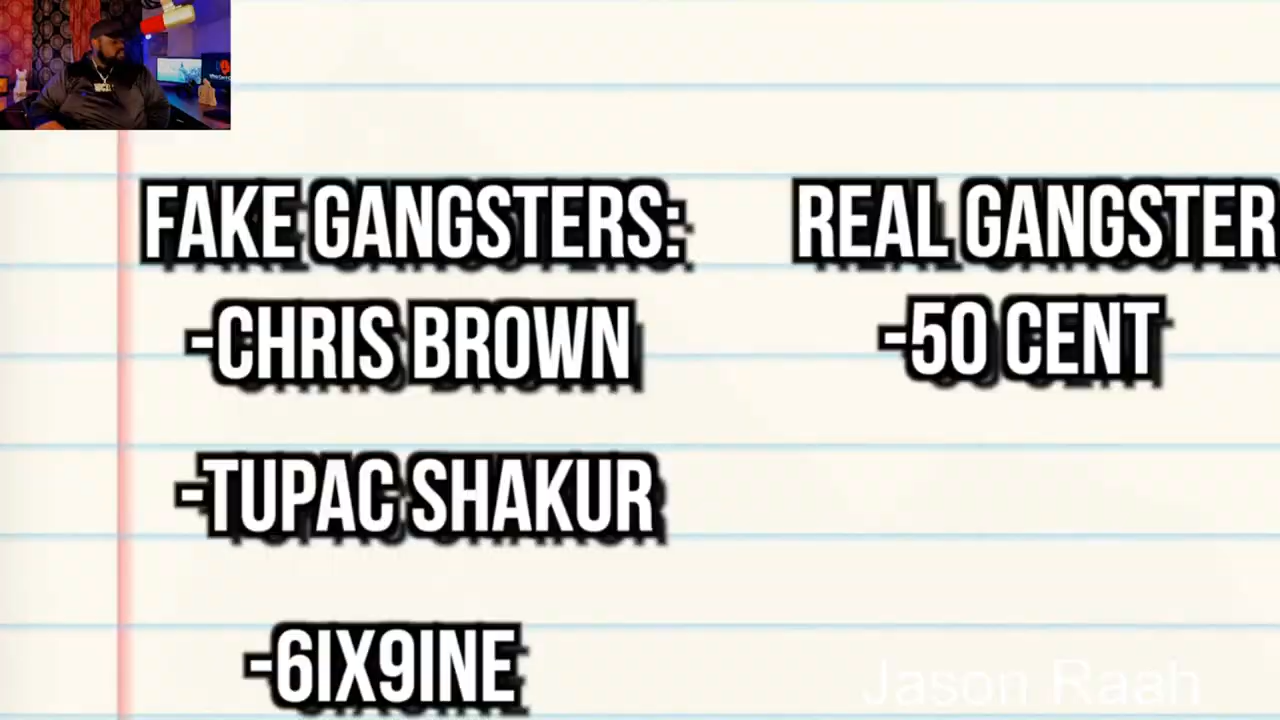 FAKE GANGSTERS:
-CHRIS BROWN
-TUPAC SHAKUR
-6IX9INE
REAL GANGSTER
-50 CENT
Jason Raah